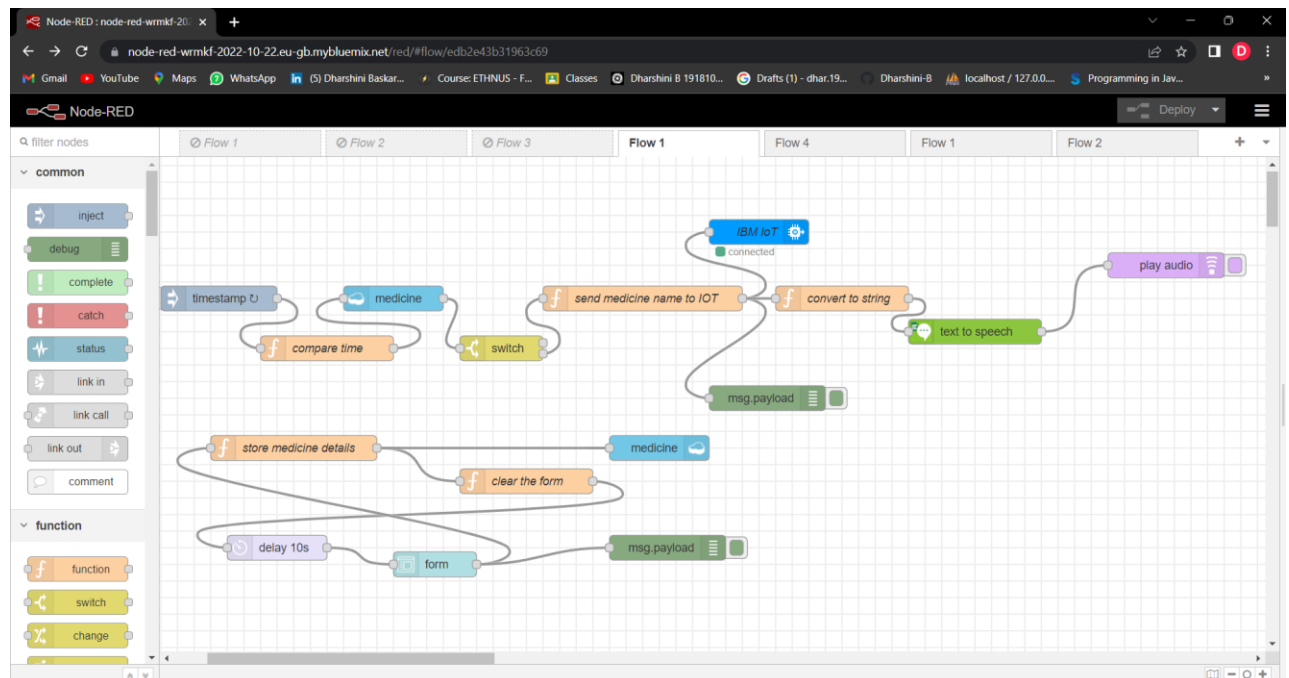 Node-RED : node-red-wrmkf-202
node-red-wrmkf-2022-10-22.eu-gb.mybluemix.net/red/#flow/edb2e43b31963c69
D
Gmail YouTube Maps WhatsApp (5) Dharshini Baskar... Course: ETHNUS - F... Classes Dharshini B 191810... Drafts (1) - dhar.19... Dharshini-B localhost / 127.0.0.... Programming in Jav... »
Node-RED Deploy
filter nodes Flow 1 Flow 2 Flow 3 Flow 1 Flow 4 Flow 1 Flow 2
common
inject
debug
complete
catch
status
link in
link call
link out
comment
function
function
switch
change
IBM IoT
connected
play audio
timestamp ↻ medicine send medicine name to IOT convert to string
text to speech
compare time switch
msg.payload
store medicine details medicine
clear the form
delay 10s msg.payload
form